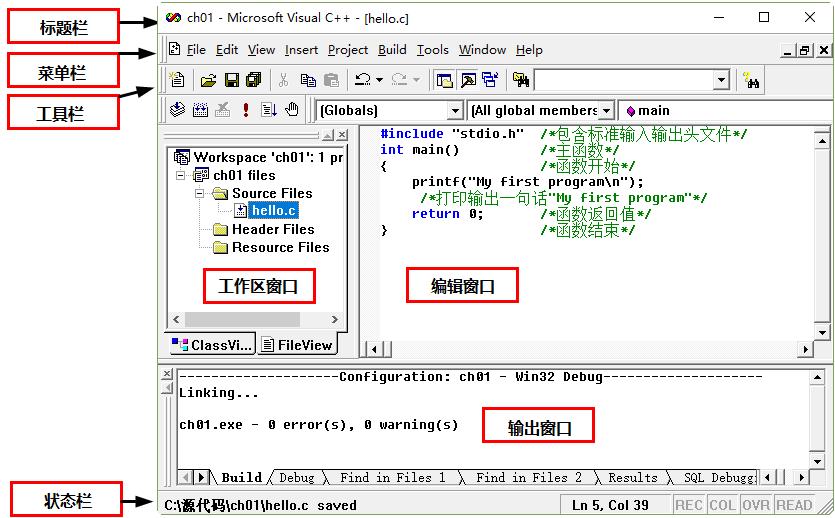 标题栏
ch01 - Microsoft Visual C++ - [hello.c]
菜单栏
File Edit View Insert Project Build Tools Window Help
工具栏
(Globals) (All global members main
Workspace 'ch01': 1 pr
ch01 files
Source Files
hello.c
Header Files
Resource Files
工作区窗口
ClassVi... FileView
#include "stdio.h" /*包含标准输入输出头文件*/
int main() /*主函数*/
{ /*函数开始*/
printf("My first program\n");
/*打印输出一句话"My first program"*/
return 0; /*函数返回值*/
} /*函数结束*/
编辑窗口
--------------------Configuration: ch01 - Win32 Debug--------------------
Linking...
ch01.exe - 0 error(s), 0 warning(s)
输出窗口
Build Debug Find in Files 1 Find in Files 2 Results SQL Debugg
状态栏
C:\源代码\ch01\hello.c saved
Ln 5, Col 39 REC COL OVR READ